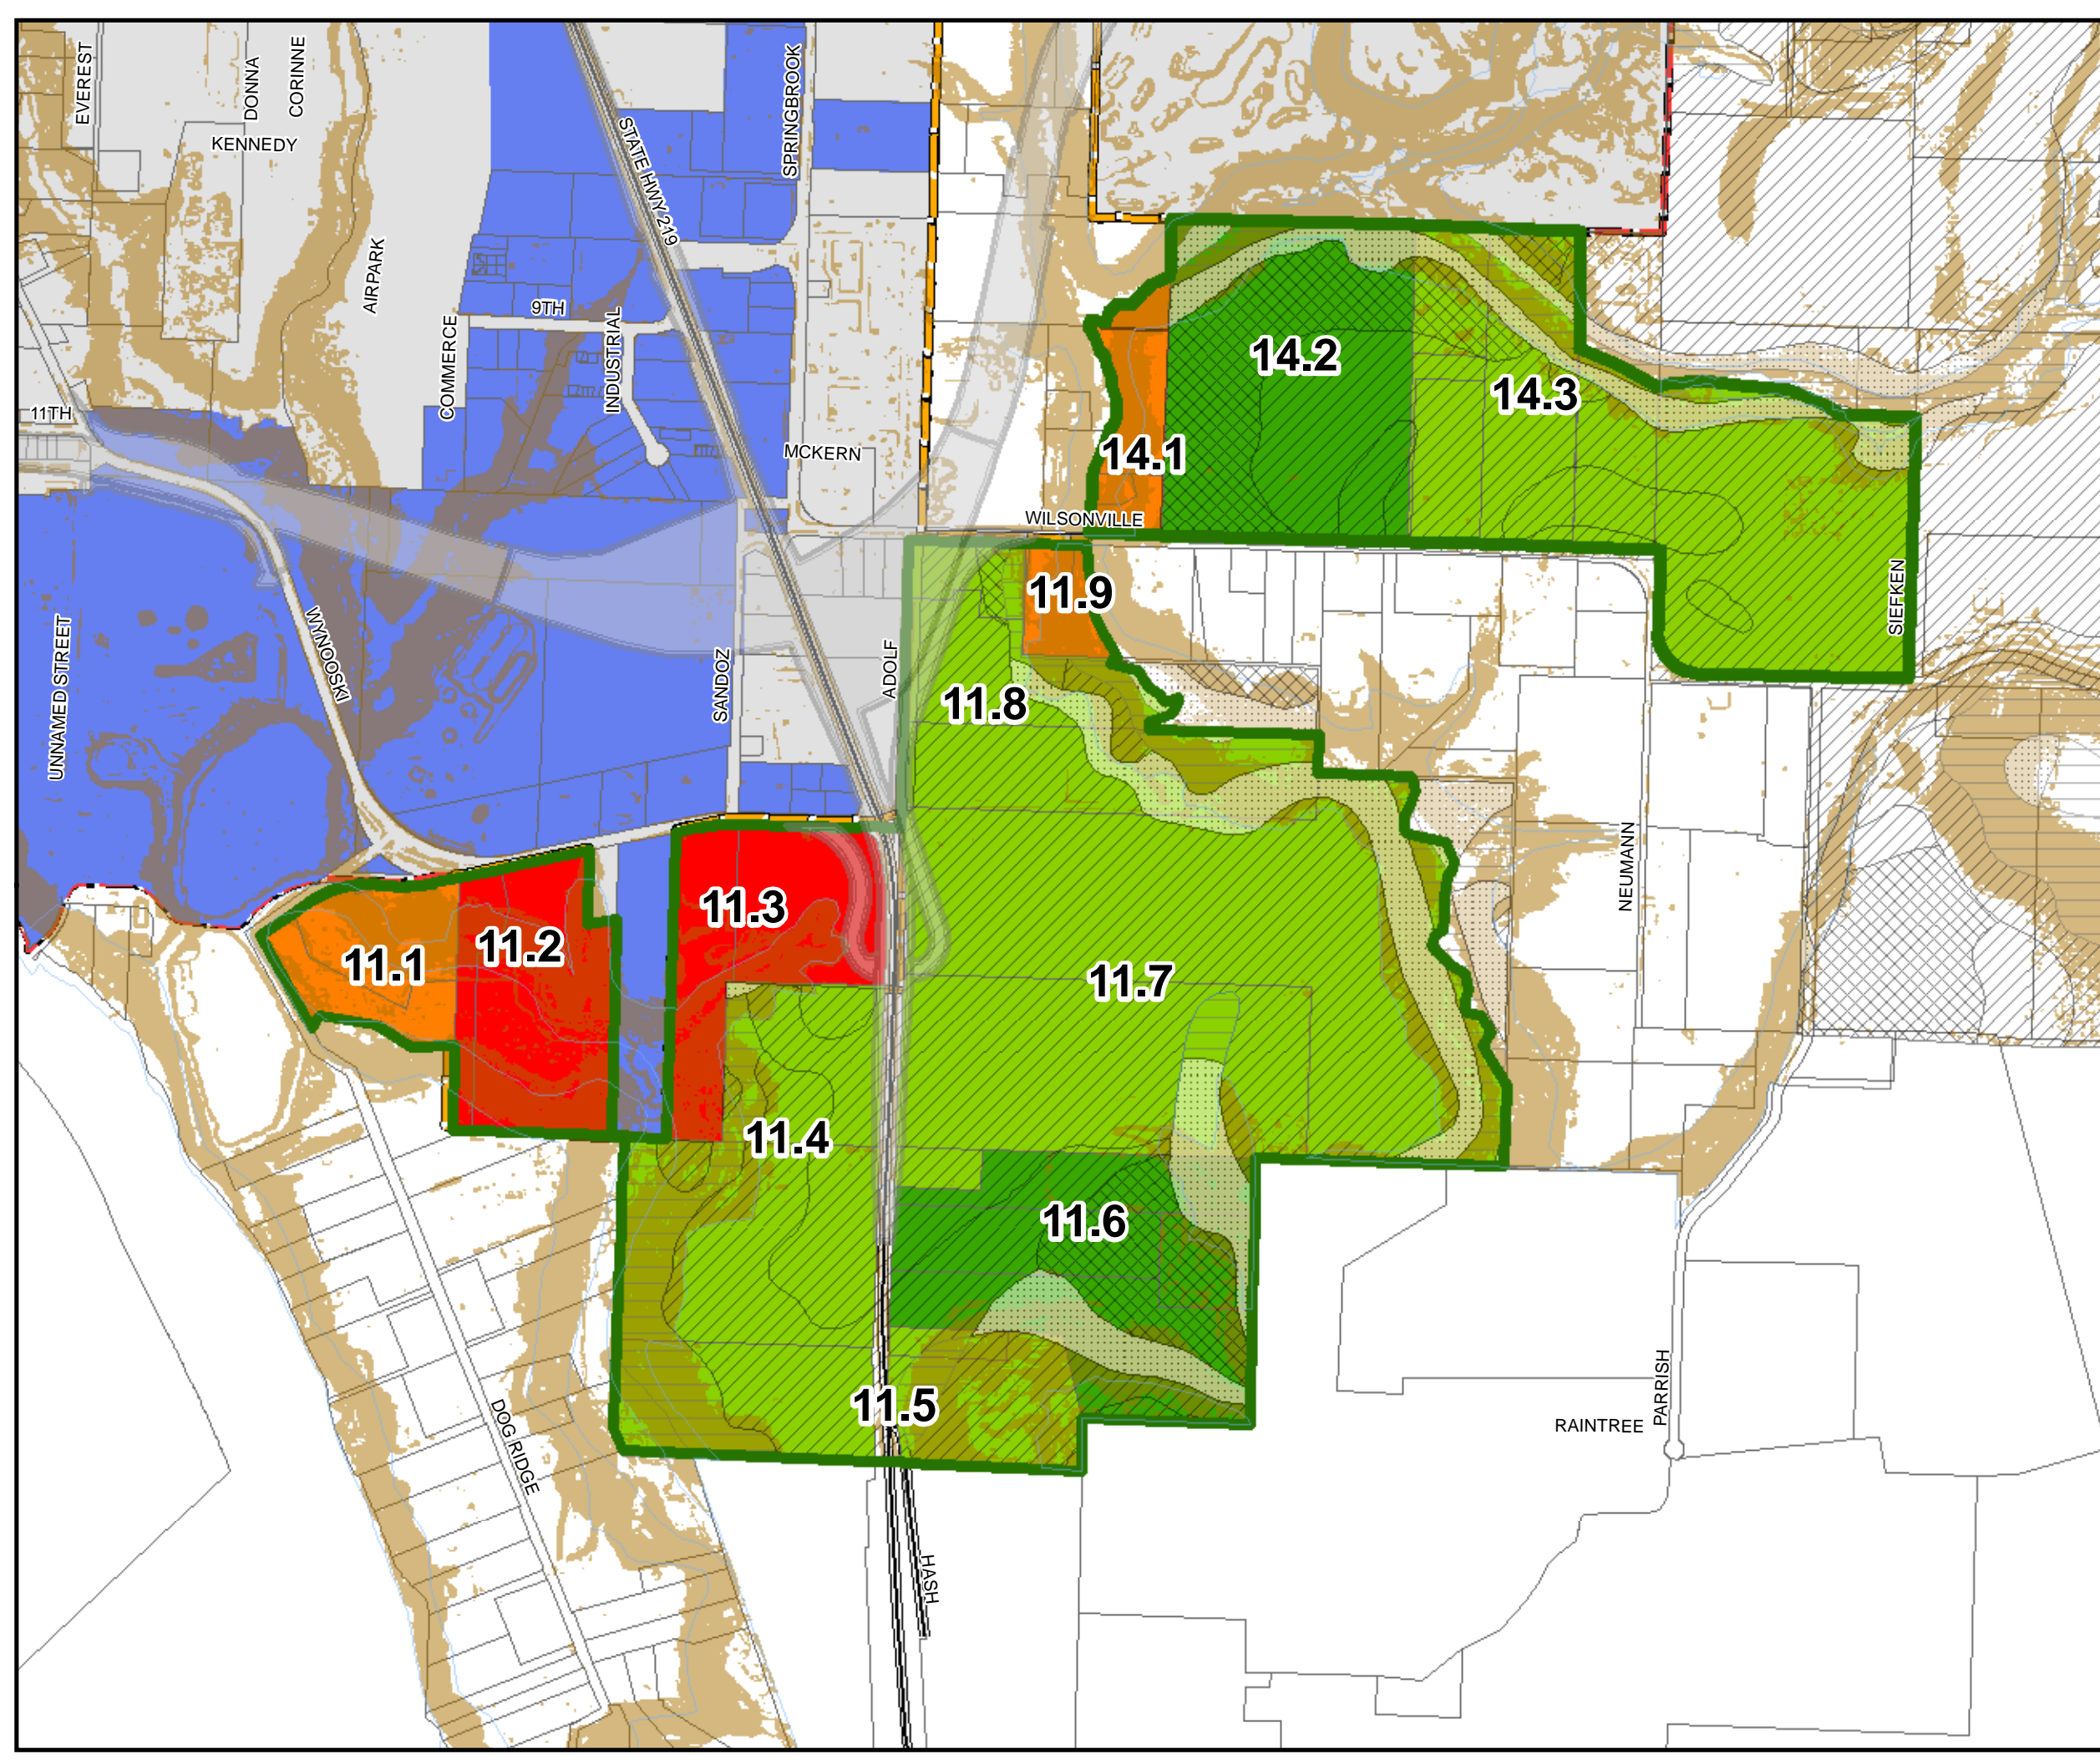 EVEREST
DONNA
CORINNE
KENNEDY
AIRPARK
STATE HWY 219
SPRINGBROOK
9TH
COMMERCE
INDUSTRIAL
11TH
MCKERN
14.2
14.3
14.1
WILSONVILLE
11.9
SIEFKEN
UNNAMED STREET
WYNOOSKI
SANDOZ
ADOLF
11.8
NEUMANN
11.3
11.2
11.1
11.7
11.4
11.6
11.5
DOG RIDGE
PARRISH
RAINTREE
HASH